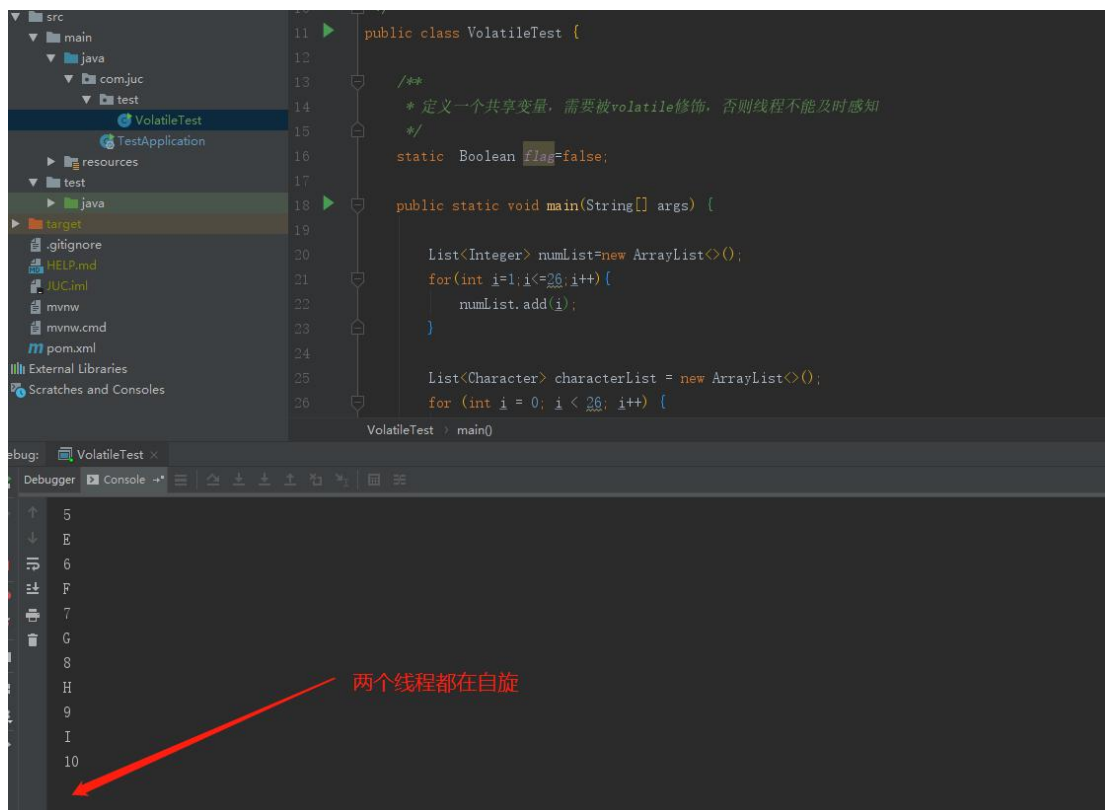 src
main
java
com.juc
test
VolatileTest
TestApplication
resources
test
java
target
.gitignore
HELP.md
JUC.iml
mvnw
mvnw.cmd
pom.xml
External Libraries
Scratches and Consoles
11 public class VolatileTest {
12
13 /**
14 * 定义一个共享变量，需要被volatile修饰，否则线程不能及时感知
15 */
16 static Boolean flag=false;
17
18 public static void main(String[] args) {
19
20 List<Integer> numList=new ArrayList<>();
21 for(int i=1;i<=26;i++){
22 numList.add(i);
23 }
24
25 List<Character> characterList = new ArrayList<>();
26 for (int i = 0; i < 26; i++) {
VolatileTest › main()
ebug: VolatileTest ×
Debugger Console
5
E
6
F
7
G
8
H
9
I
10
两个线程都在自旋